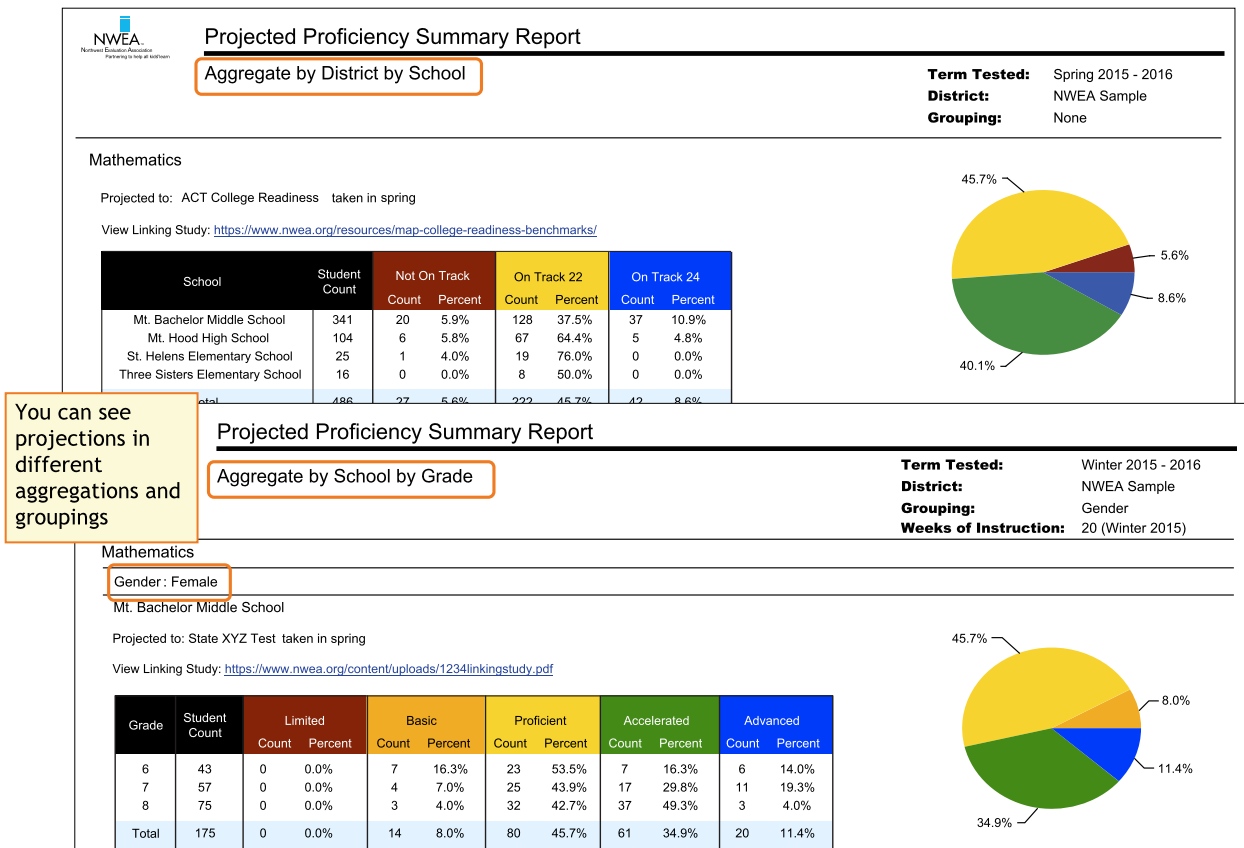 NWEA
Northwest Evaluation Association
Partnering to help all kids learn
Projected Proficiency Summary Report
Aggregate by District by School
Term Tested: Spring 2015 - 2016
District: NWEA Sample
Grouping: None
Mathematics
Projected to: ACT College Readiness taken in spring
View Linking Study: https://www.nwea.org/resources/map-college-readiness-benchmarks/
School Student Count Not On Track On Track 22 On Track 24
Count Percent Count Percent Count Percent
Mt. Bachelor Middle School 341 20 5.9% 128 37.5% 37 10.9%
Mt. Hood High School 104 6 5.8% 67 64.4% 5 4.8%
St. Helens Elementary School 25 1 4.0% 19 76.0% 0 0.0%
Three Sisters Elementary School 16 0 0.0% 8 50.0% 0 0.0%
otal 486 27 5.6% 222 45.7% 42 8.6%
45.7%
5.6%
8.6%
40.1%
You can see
projections in
different
aggregations and
groupings
Projected Proficiency Summary Report
Aggregate by School by Grade
Term Tested: Winter 2015 - 2016
District: NWEA Sample
Grouping: Gender
Weeks of Instruction: 20 (Winter 2015)
Mathematics
Gender : Female
Mt. Bachelor Middle School
Projected to: State XYZ Test taken in spring
View Linking Study: https://www.nwea.org/content/uploads/1234linkingstudy.pdf
Grade Student Count Limited Basic Proficient Accelerated Advanced
Count Percent Count Percent Count Percent Count Percent Count Percent
6 43 0 0.0% 7 16.3% 23 53.5% 7 16.3% 6 14.0%
7 57 0 0.0% 4 7.0% 25 43.9% 17 29.8% 11 19.3%
8 75 0 0.0% 3 4.0% 32 42.7% 37 49.3% 3 4.0%
Total 175 0 0.0% 14 8.0% 80 45.7% 61 34.9% 20 11.4%
45.7%
8.0%
11.4%
34.9%